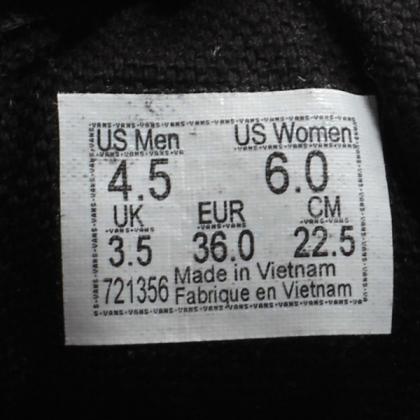 US Men US Women
4.5 6.0
UK EUR CM
3.5 36.0 22.5
721356 Made in Vietnam
Fabrique en Vietnam